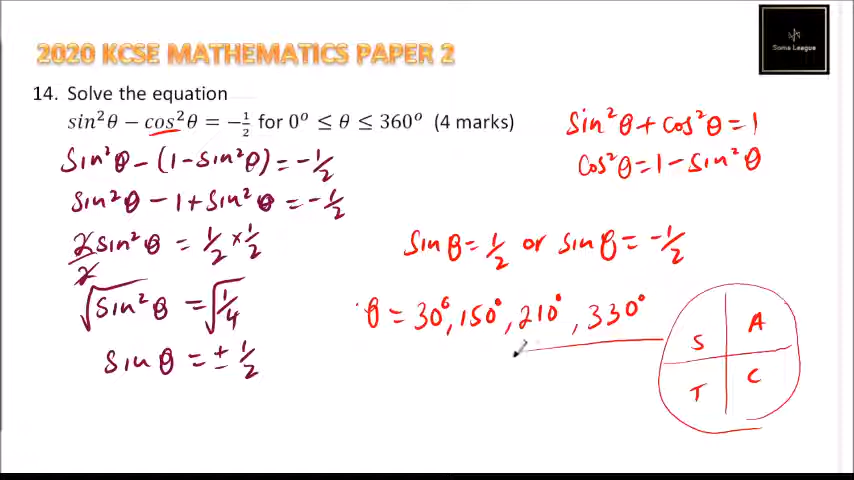 Soma League
2020 KCSE MATHEMATICS PAPER 2
14. Solve the equation
sin²θ − cos²θ = −1/2 for 0° ≤ θ ≤ 360° (4 marks)
sin²θ − (1 − sin²θ) = −1/2
sin²θ − 1 + sin²θ = −1/2
2sin²θ/2 = 1/2 × 1/2
√sin²θ = √1/4
sin θ = ± 1/2
sin²θ + cos²θ = 1
cos²θ = 1 − sin²θ
sin θ = 1/2 or sin θ = −1/2
θ = 30°, 150°, 210°, 330°
S A
T C